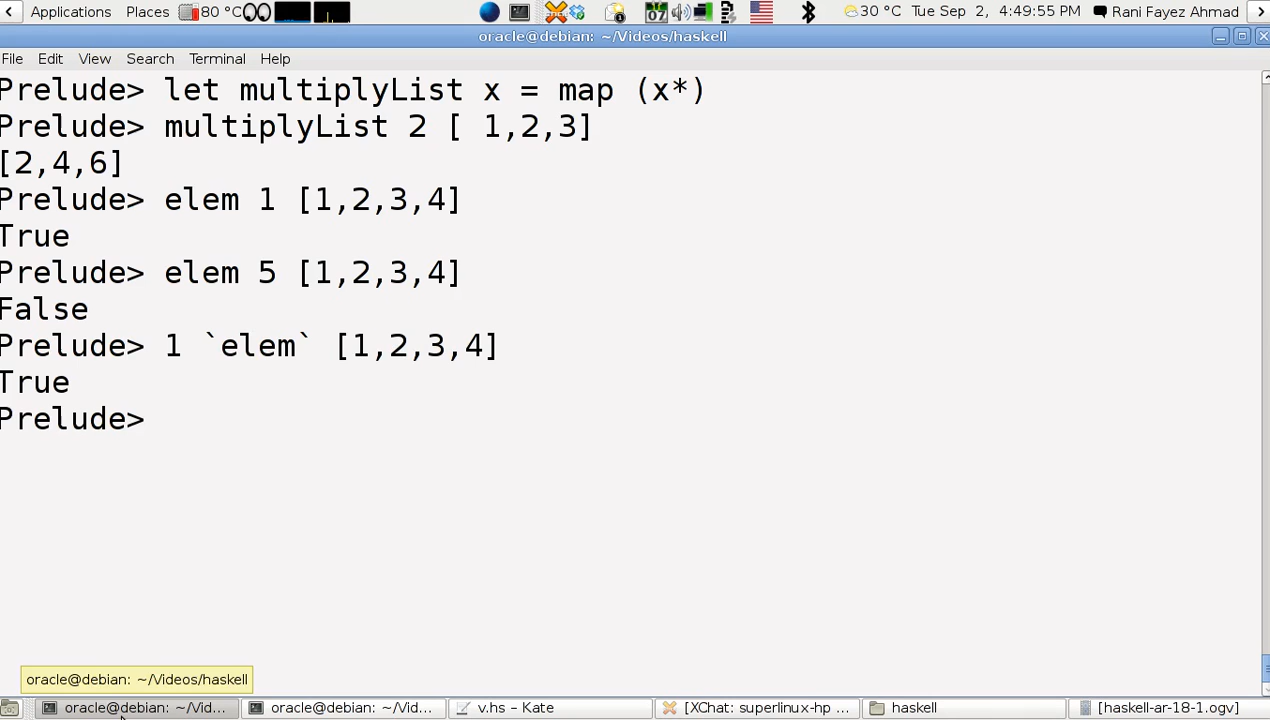 Applications Places 80 °C 07 30 °C Tue Sep 2, 4:49:55 PM Rani Fayez Ahmad
oracle@debian: ~/Videos/haskell
File Edit View Search Terminal Help
Prelude> let multiplyList x = map (x*)
Prelude> multiplyList 2 [ 1,2,3]
[2,4,6]
Prelude> elem 1 [1,2,3,4]
True
Prelude> elem 5 [1,2,3,4]
False
Prelude> 1 `elem` [1,2,3,4]
True
Prelude>
oracle@debian: ~/Videos/haskell
oracle@debian: ~/Vid... oracle@debian: ~/Vid... v.hs – Kate [XChat: superlinux-hp ... haskell [haskell-ar-18-1.ogv]